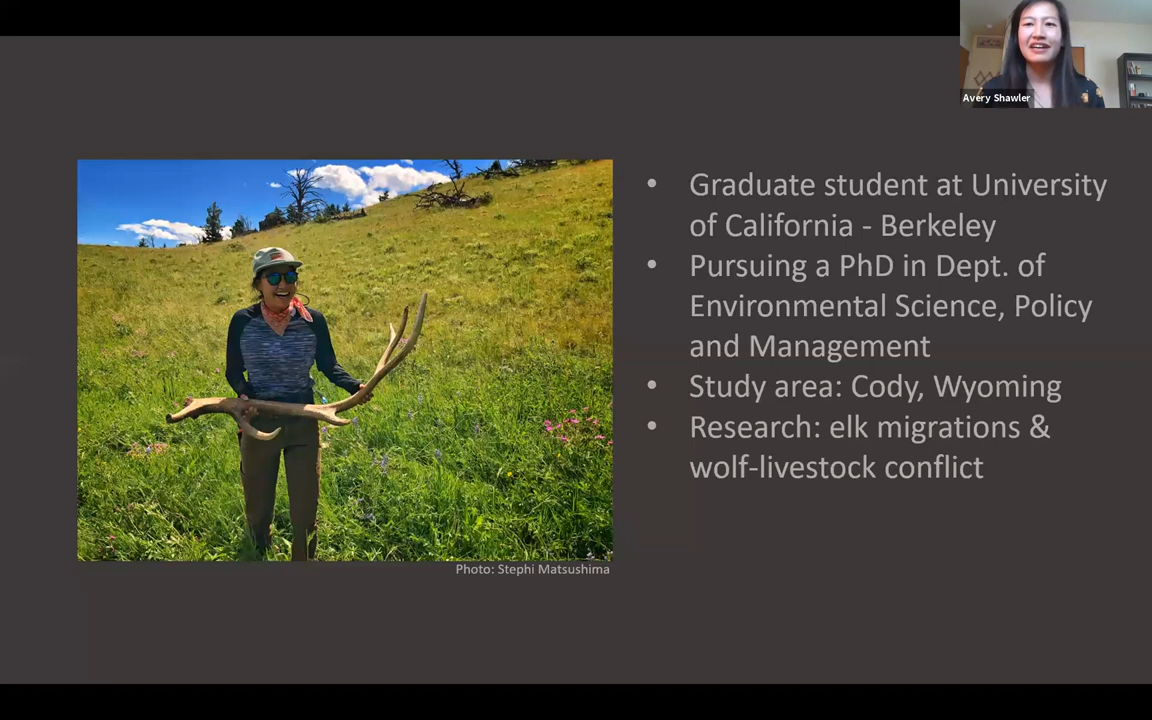 Avery Shawler
• Graduate student at University
of California - Berkeley
• Pursuing a PhD in Dept. of
Environmental Science, Policy
and Management
• Study area: Cody, Wyoming
• Research: elk migrations &
wolf-livestock conflict
Photo: Stephi Matsushima